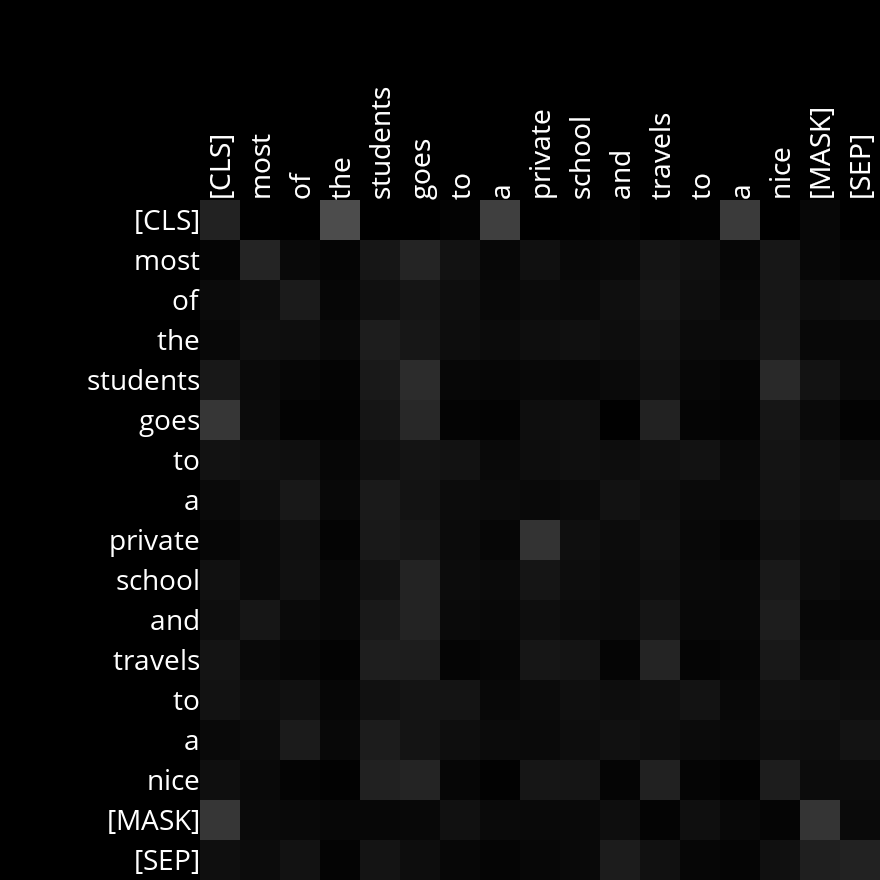 [CLS] most of the students goes to a private school and travels to a nice [MASK] [SEP]
[CLS]
most
of
the
students
goes
to
a
private
school
and
travels
to
a
nice
[MASK]
[SEP]